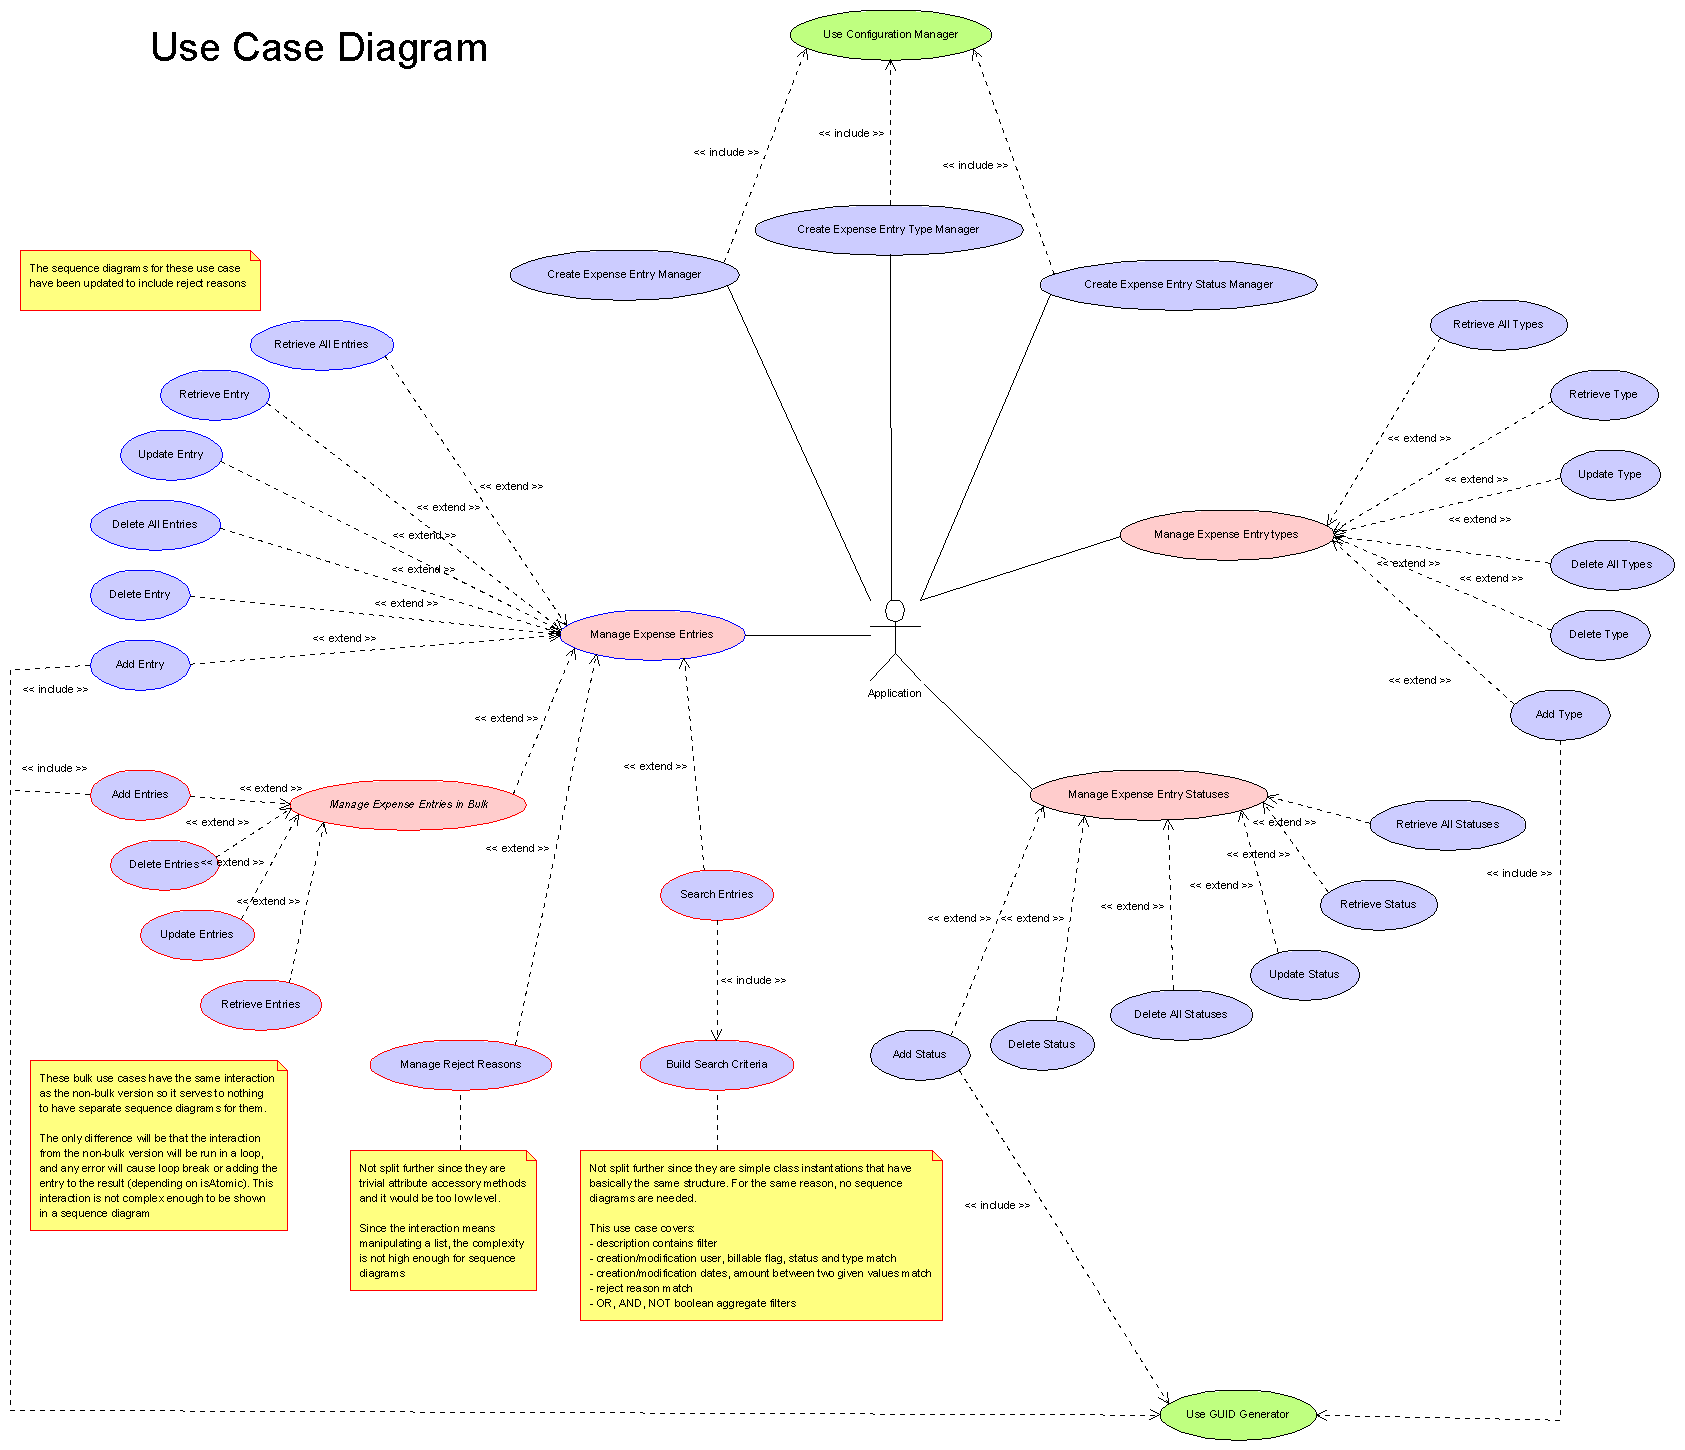 Use Case Diagram
Use Configuration Manager
<< include >>
<< include >>
<< include >>
Create Expense Entry Type Manager
Create Expense Entry Manager
Create Expense Entry Status Manager
The sequence diagrams for these use case
have been updated to include reject reasons
Retrieve All Entries
Retrieve Entry
Update Entry
Delete All Entries
Delete Entry
Add Entry
<< extend >>
<< extend >>
<< extend >>
<< extend >>
<< extend >>
<< extend >>
<< include >>
Manage Expense Entries
Application
Retrieve All Types
Retrieve Type
Update Type
Delete All Types
Delete Type
Add Type
<< extend >>
<< extend >>
<< extend >>
<< extend >>
<< extend >>
<< extend >>
Manage Expense Entry types
<< extend >>
<< include >>
Add Entries
<< extend >>
Manage Expense Entries in Bulk
<< extend >>
Delete Entries
<< extend >>
<< extend >>
Update Entries
Retrieve Entries
<< extend >>
<< extend >>
Search Entries
<< include >>
Manage Reject Reasons
Build Search Criteria
Manage Expense Entry Statuses
<< extend >>
Retrieve All Statuses
<< extend >>
<< extend >>
Retrieve Status
<< extend >>
<< extend >>
<< extend >>
Update Status
Delete All Statuses
Delete Status
Add Status
<< include >>
These bulk use cases have the same interaction
as the non-bulk version so it serves to nothing
to have separate sequence diagrams for them.
The only difference will be that the interaction
from the non-bulk version will be run in a loop,
and any error will cause loop break or adding the
entry to the result (depending on isAtomic). This
interaction is not complex enough to be shown
in a sequence diagram
Not split further since they are
trivial attribute accessory methods
and it would be too low level.
Since the interaction means
manipulating a list, the complexity
is not high enough for sequence
diagrams
Not split further since they are simple class instantations that have
basically the same structure. For the same reason, no sequence
diagrams are needed.
This use case covers:
- description contains filter
- creation/modification user, billable flag, status and type match
- creation/modification dates, amount between two given values match
- reject reason match
- OR, AND, NOT boolean aggregate filters
<< include >>
Use GUID Generator